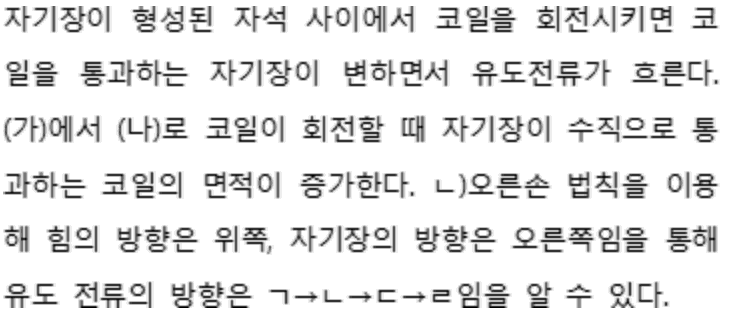 자기장이 형성된 자석 사이에서 코일을 회전시키면 코
일을 통과하는 자기장이 변하면서 유도전류가 흐른다.
(가)에서 (나)로 코일이 회전할 때 자기장이 수직으로 통
과하는 코일의 면적이 증가한다. ㄴ)오른손 법칙을 이용
해 힘의 방향은 위쪽, 자기장의 방향은 오른쪽임을 통해
유도 전류의 방향은 ㄱ→ㄴ→ㄷ→ㄹ임을 알 수 있다.